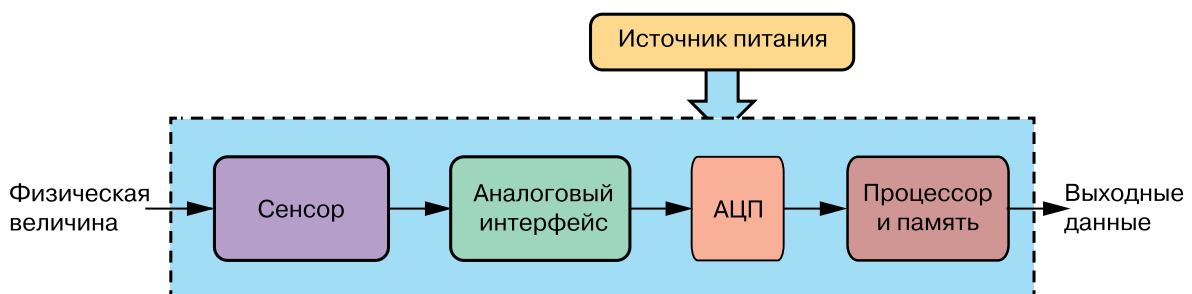 Источник питания
Физическая
величина
Сенсор
Аналоговый
интерфейс
АЦП
Процессор
и память
Выходные
данные